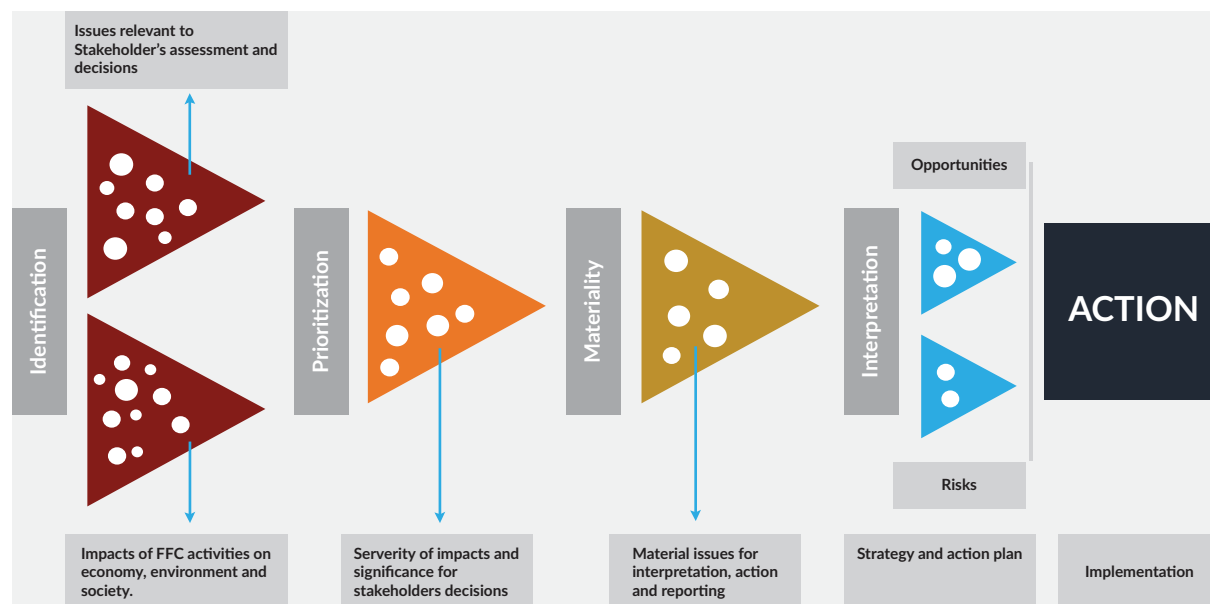 Issues relevant to
Stakeholder's assessment and
decisions
Identification
Prioritization
Materiality
Interpretation
Opportunities
Risks
ACTION
Impacts of FFC activities on
economy, environment and
society.
Serverity of impacts and
significance for
stakeholders decisions
Material issues for
interpretation, action
and reporting
Strategy and action plan
Implementation